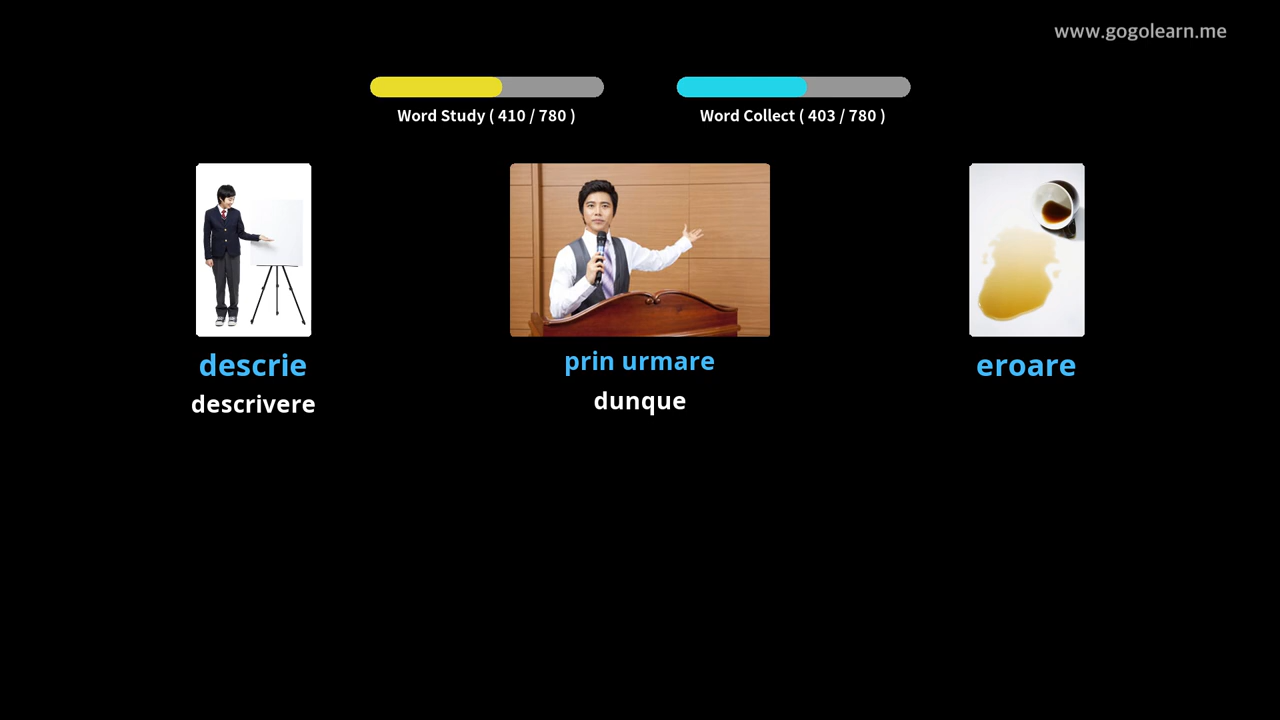 www.gogolearn.me
Word Study ( 410 / 780 )
Word Collect ( 403 / 780 )
descrie
descrivere
prin urmare
dunque
eroare